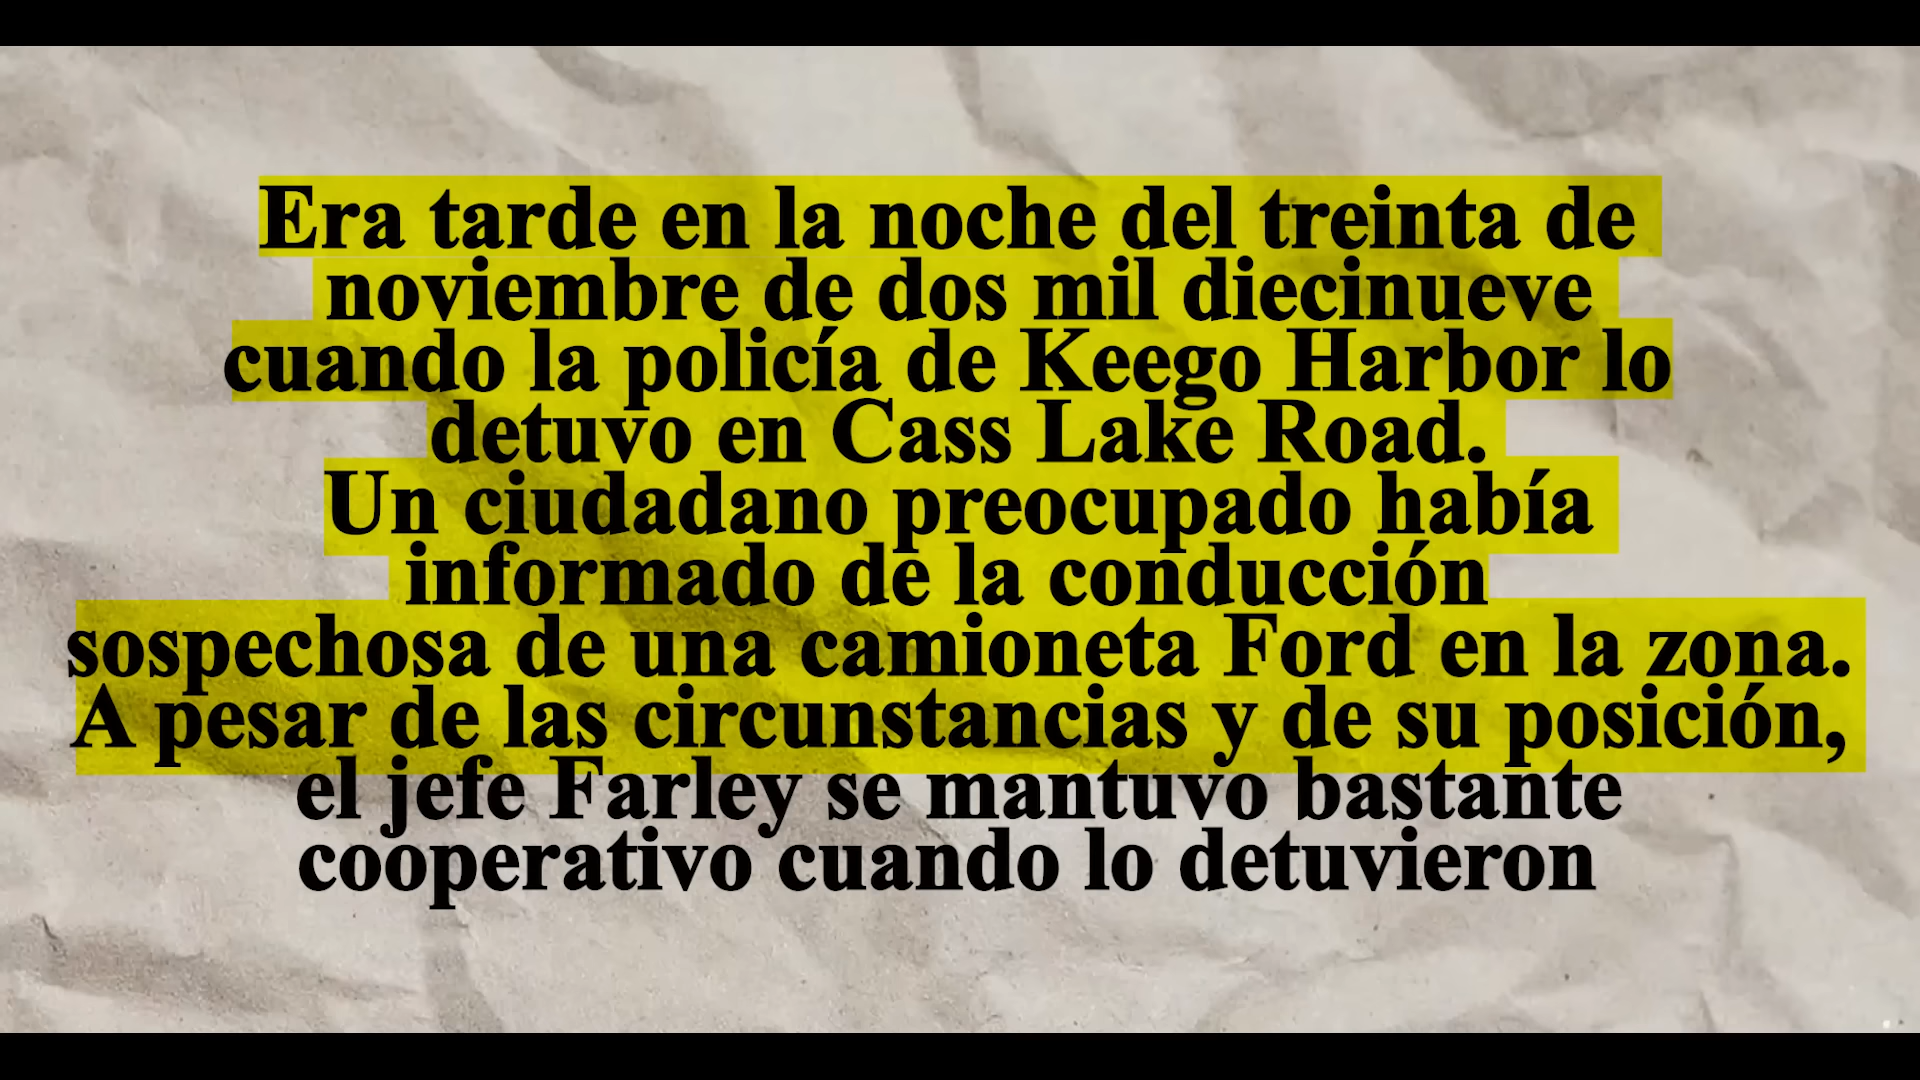 Era tarde en la noche del treinta de
noviembre de dos mil diecinueve
cuando la policía de Keego Harbor lo
detuvo en Cass Lake Road.
Un ciudadano preocupado había
informado de la conducción
sospechosa de una camioneta Ford en la zona.
A pesar de las circunstancias y de su posición,
el jefe Farley se mantuvo bastante
cooperativo cuando lo detuvieron